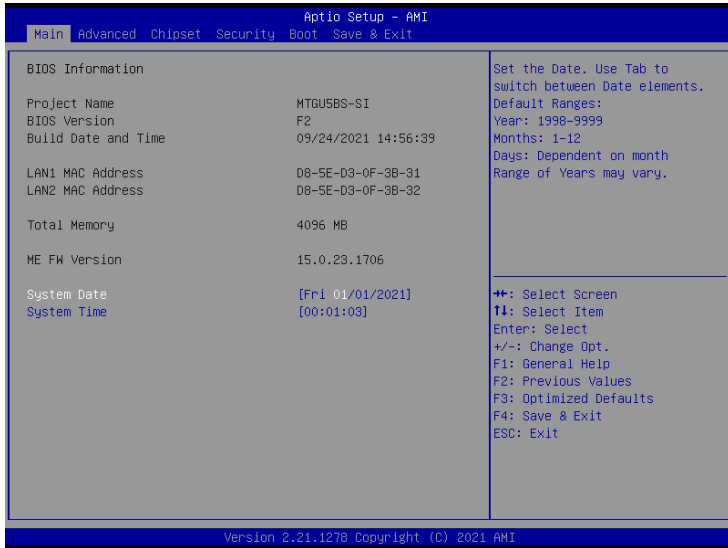 Aptio Setup – AMI
Main Advanced Chipset Security Boot Save & Exit
BIOS Information
Project Name MTGU5BS-SI
BIOS Version F2
Build Date and Time 09/24/2021 14:56:39
LAN1 MAC Address D8-5E-D3-0F-3B-31
LAN2 MAC Address D8-5E-D3-0F-3B-32
Total Memory 4096 MB
ME FW Version 15.0.23.1706
System Date [Fri 01/01/2021]
System Time [00:01:03]
Set the Date. Use Tab to
switch between Date elements.
Default Ranges:
Year: 1998-9999
Months: 1-12
Days: Dependent on month
Range of Years may vary.
→←: Select Screen
↑↓: Select Item
Enter: Select
+/-: Change Opt.
F1: General Help
F2: Previous Values
F3: Optimized Defaults
F4: Save & Exit
ESC: Exit
Version 2.21.1278 Copyright (C) 2021 AMI